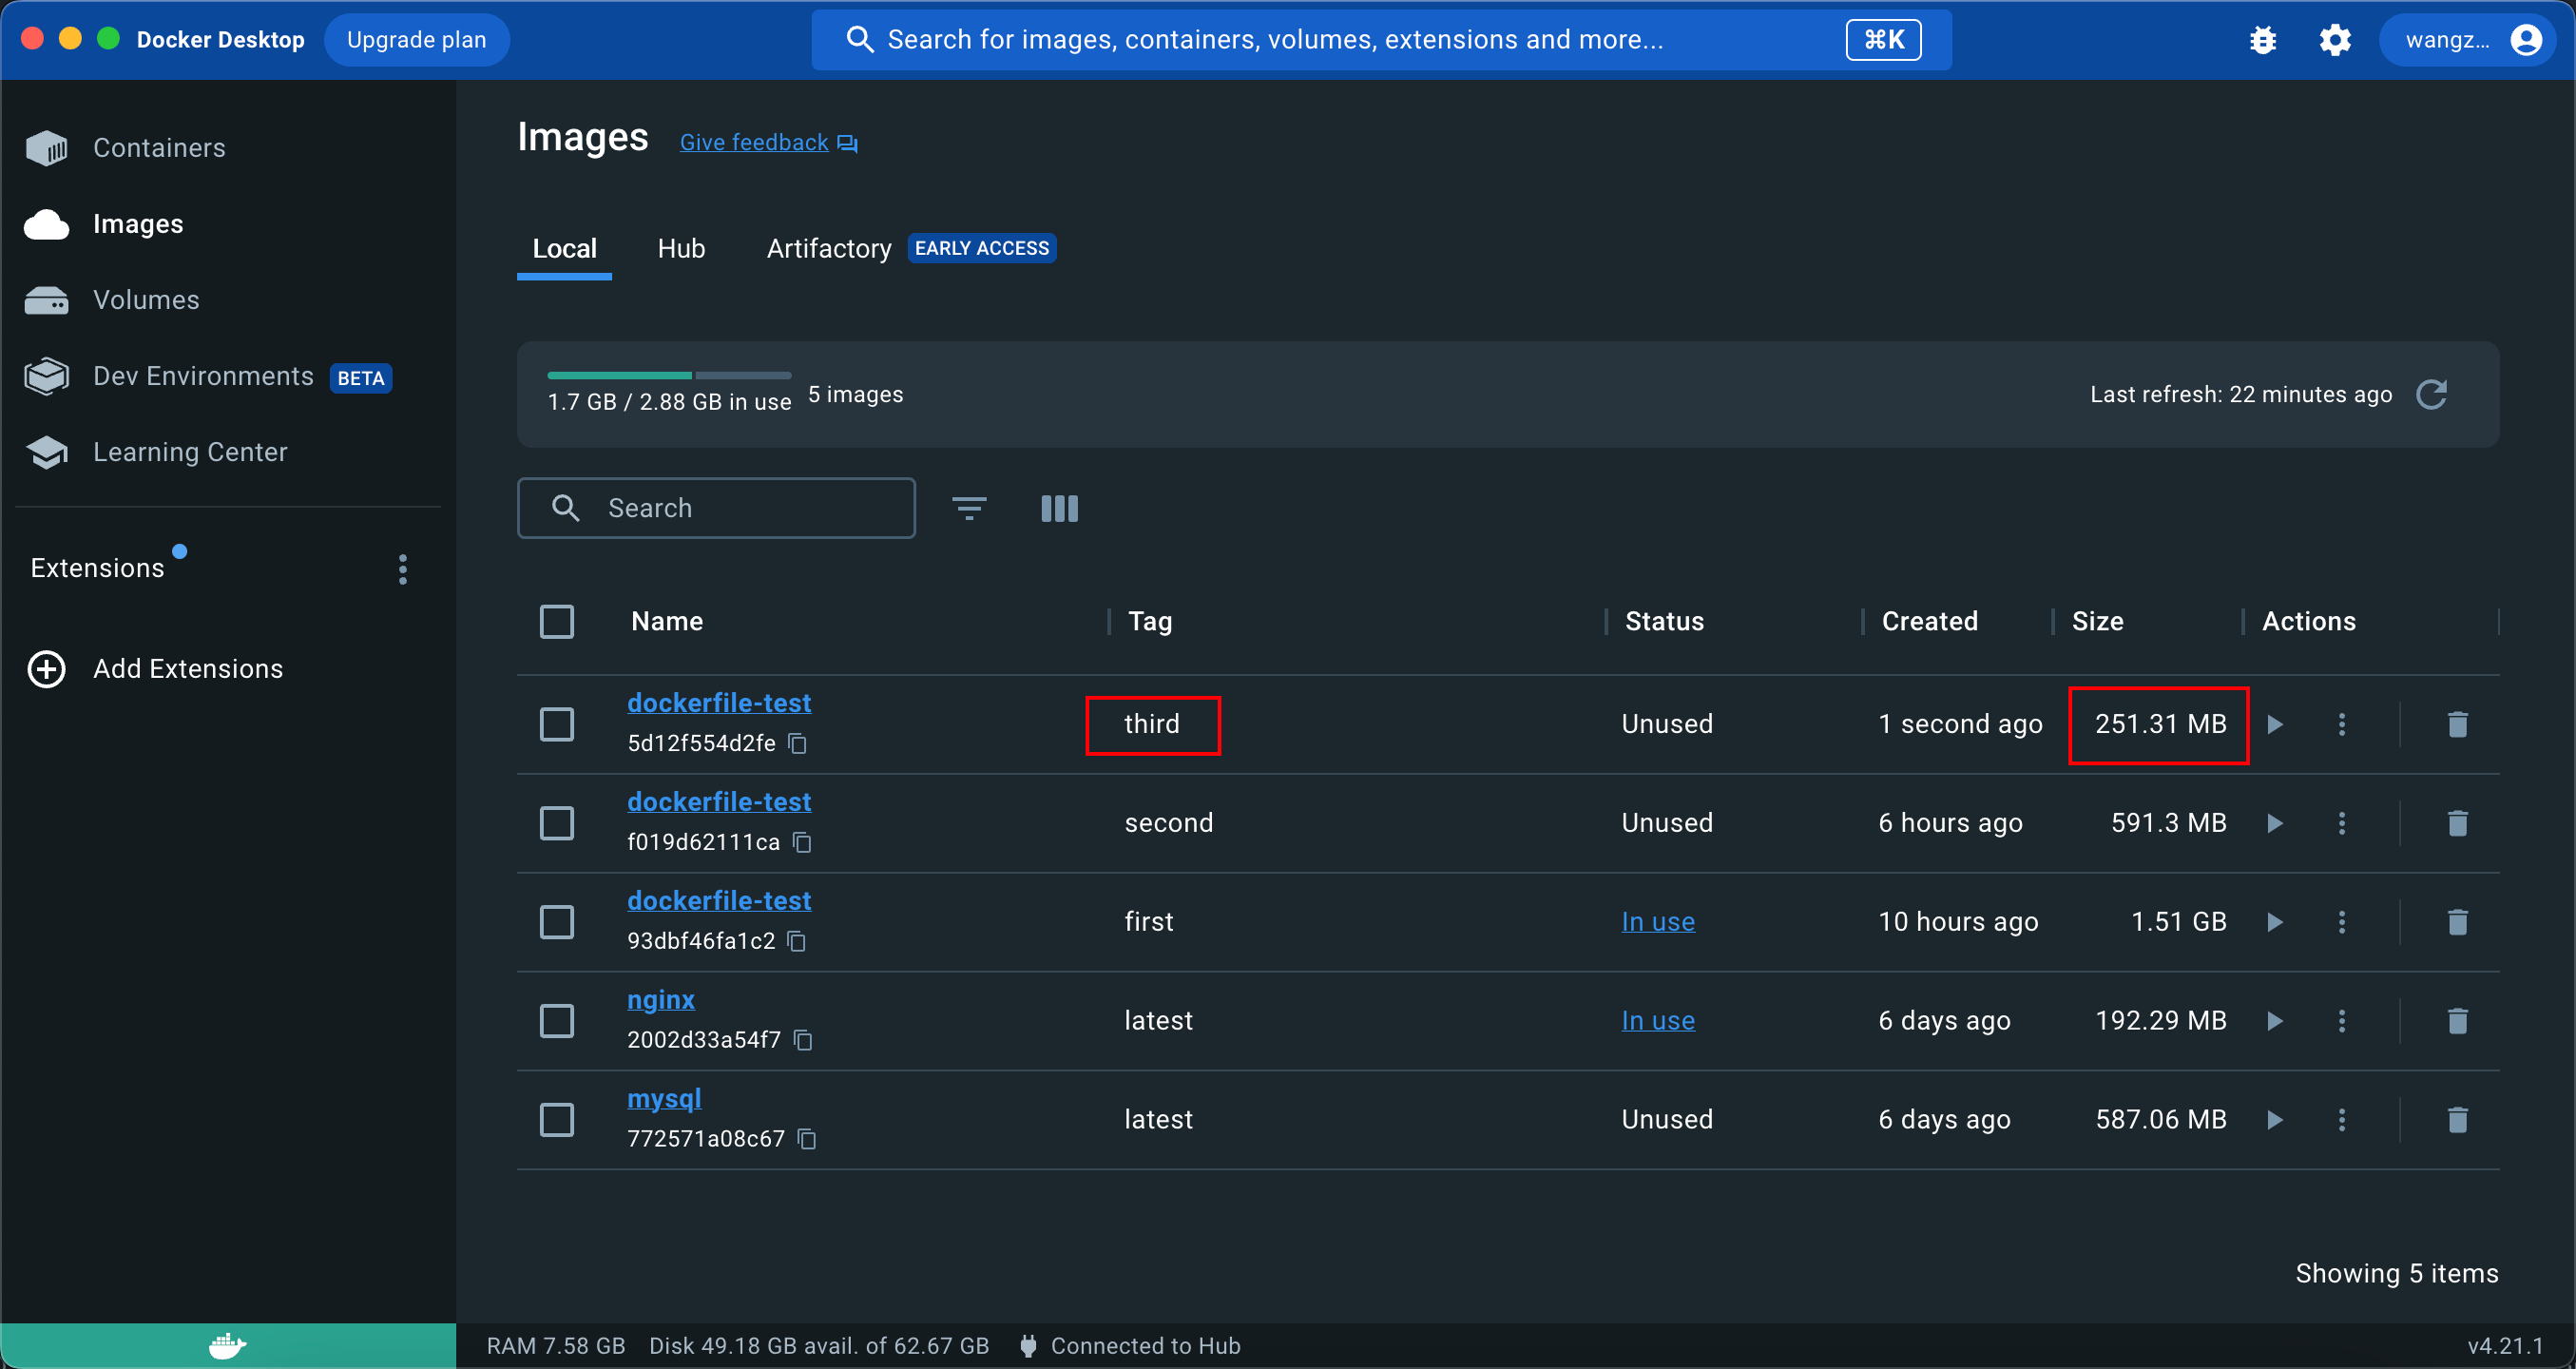 Docker Desktop Upgrade plan Search for images, containers, volumes, extensions and more... ⌘K wangz...
Containers
Images
Volumes
Dev Environments BETA
Learning Center
Extensions
Add Extensions
Images Give feedback
Local Hub Artifactory EARLY ACCESS
1.7 GB / 2.88 GB in use 5 images Last refresh: 22 minutes ago
Search
Name Tag Status Created Size Actions
dockerfile-test
5d12f554d2fe third Unused 1 second ago 251.31 MB
dockerfile-test
f019d62111ca second Unused 6 hours ago 591.3 MB
dockerfile-test
93dbf46fa1c2 first In use 10 hours ago 1.51 GB
nginx
2002d33a54f7 latest In use 6 days ago 192.29 MB
mysql
772571a08c67 latest Unused 6 days ago 587.06 MB
Showing 5 items
RAM 7.58 GB Disk 49.18 GB avail. of 62.67 GB Connected to Hub v4.21.1